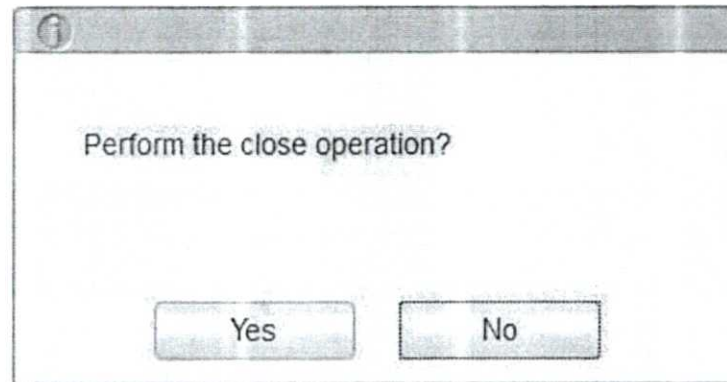 Perform the close operation?
Yes
No